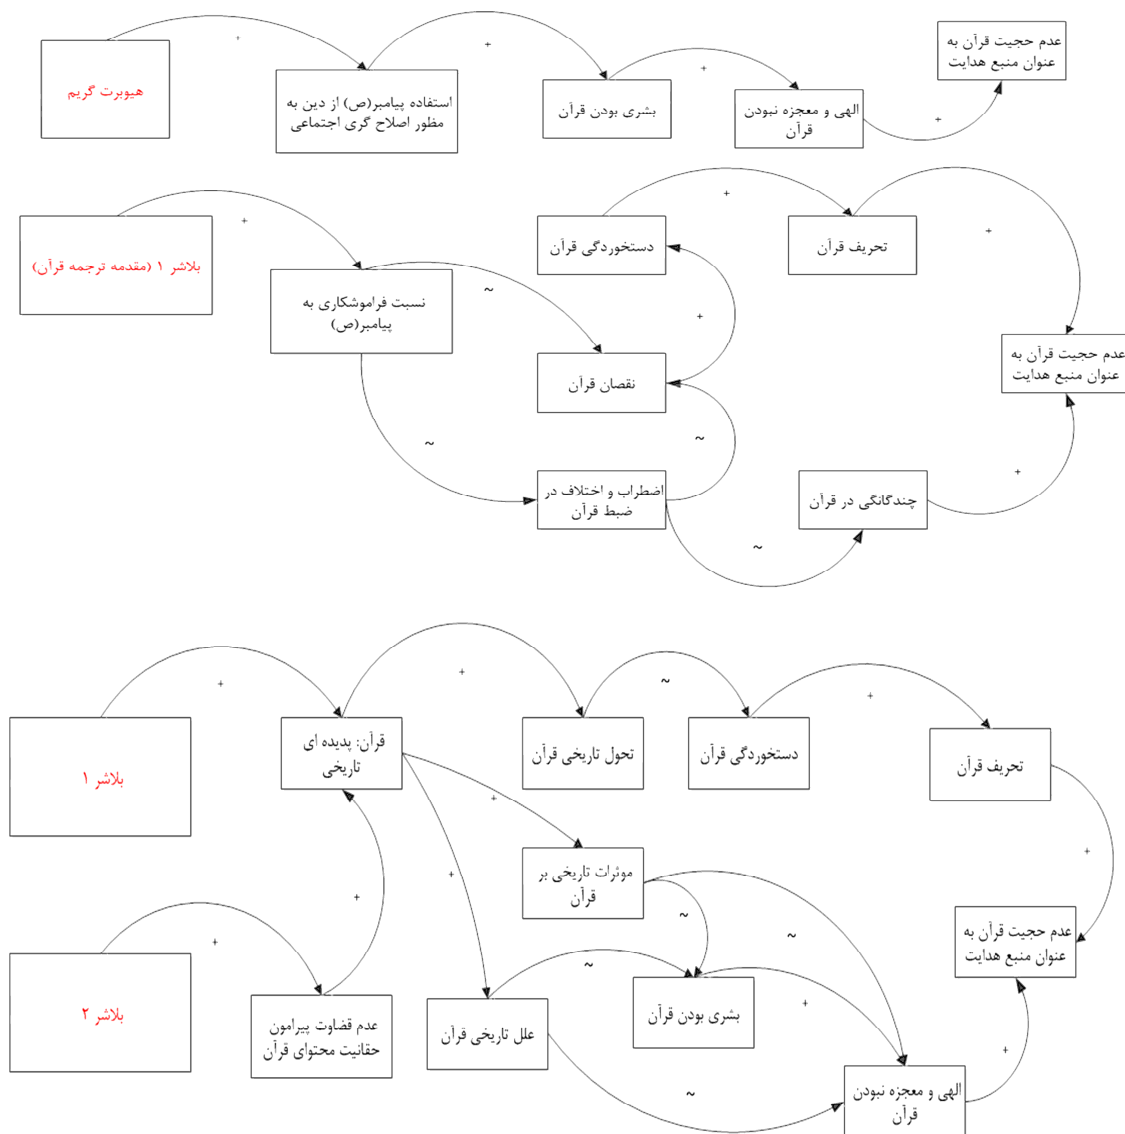 هیوبرت گریم
+
استفاده پیامبر(ص) از دین به
مظور اصلاح گری اجتماعی
+
بشری بودن قرآن
+
الهی و معجزه نبودن
قرآن
+
عدم حجیت قرآن به
عنوان منبع هدایت
بلاشر ۱ (مقدمه ترجمه قرآن)
+
نسبت فراموشکاری به
پیامبر(ص)
~
~
دستخوردگی قرآن
+
تحریف قرآن
+
+
نقصان قرآن
~
عدم حجیت قرآن به
عنوان منبع هدایت
اضطراب و اختلاف در
ضبط قرآن
~
چندگانگی در قرآن
+
بلاشر ۱
+
قرآن: پدیده ای
تاریخی
+
تحول تاریخی قرآن
~
دستخوردگی قرآن
+
تحریف قرآن
+
+
+
موثرات تاریخی بر
قرآن
~
~
عدم حجیت قرآن به
عنوان منبع هدایت
بلاشر ۲
+
عدم قضاوت پیرامون
حقانیت محتوای قرآن
+
علل تاریخی قرآن
~
~
بشری بودن قرآن
+
الهی و معجزه نبودن
قرآن
+